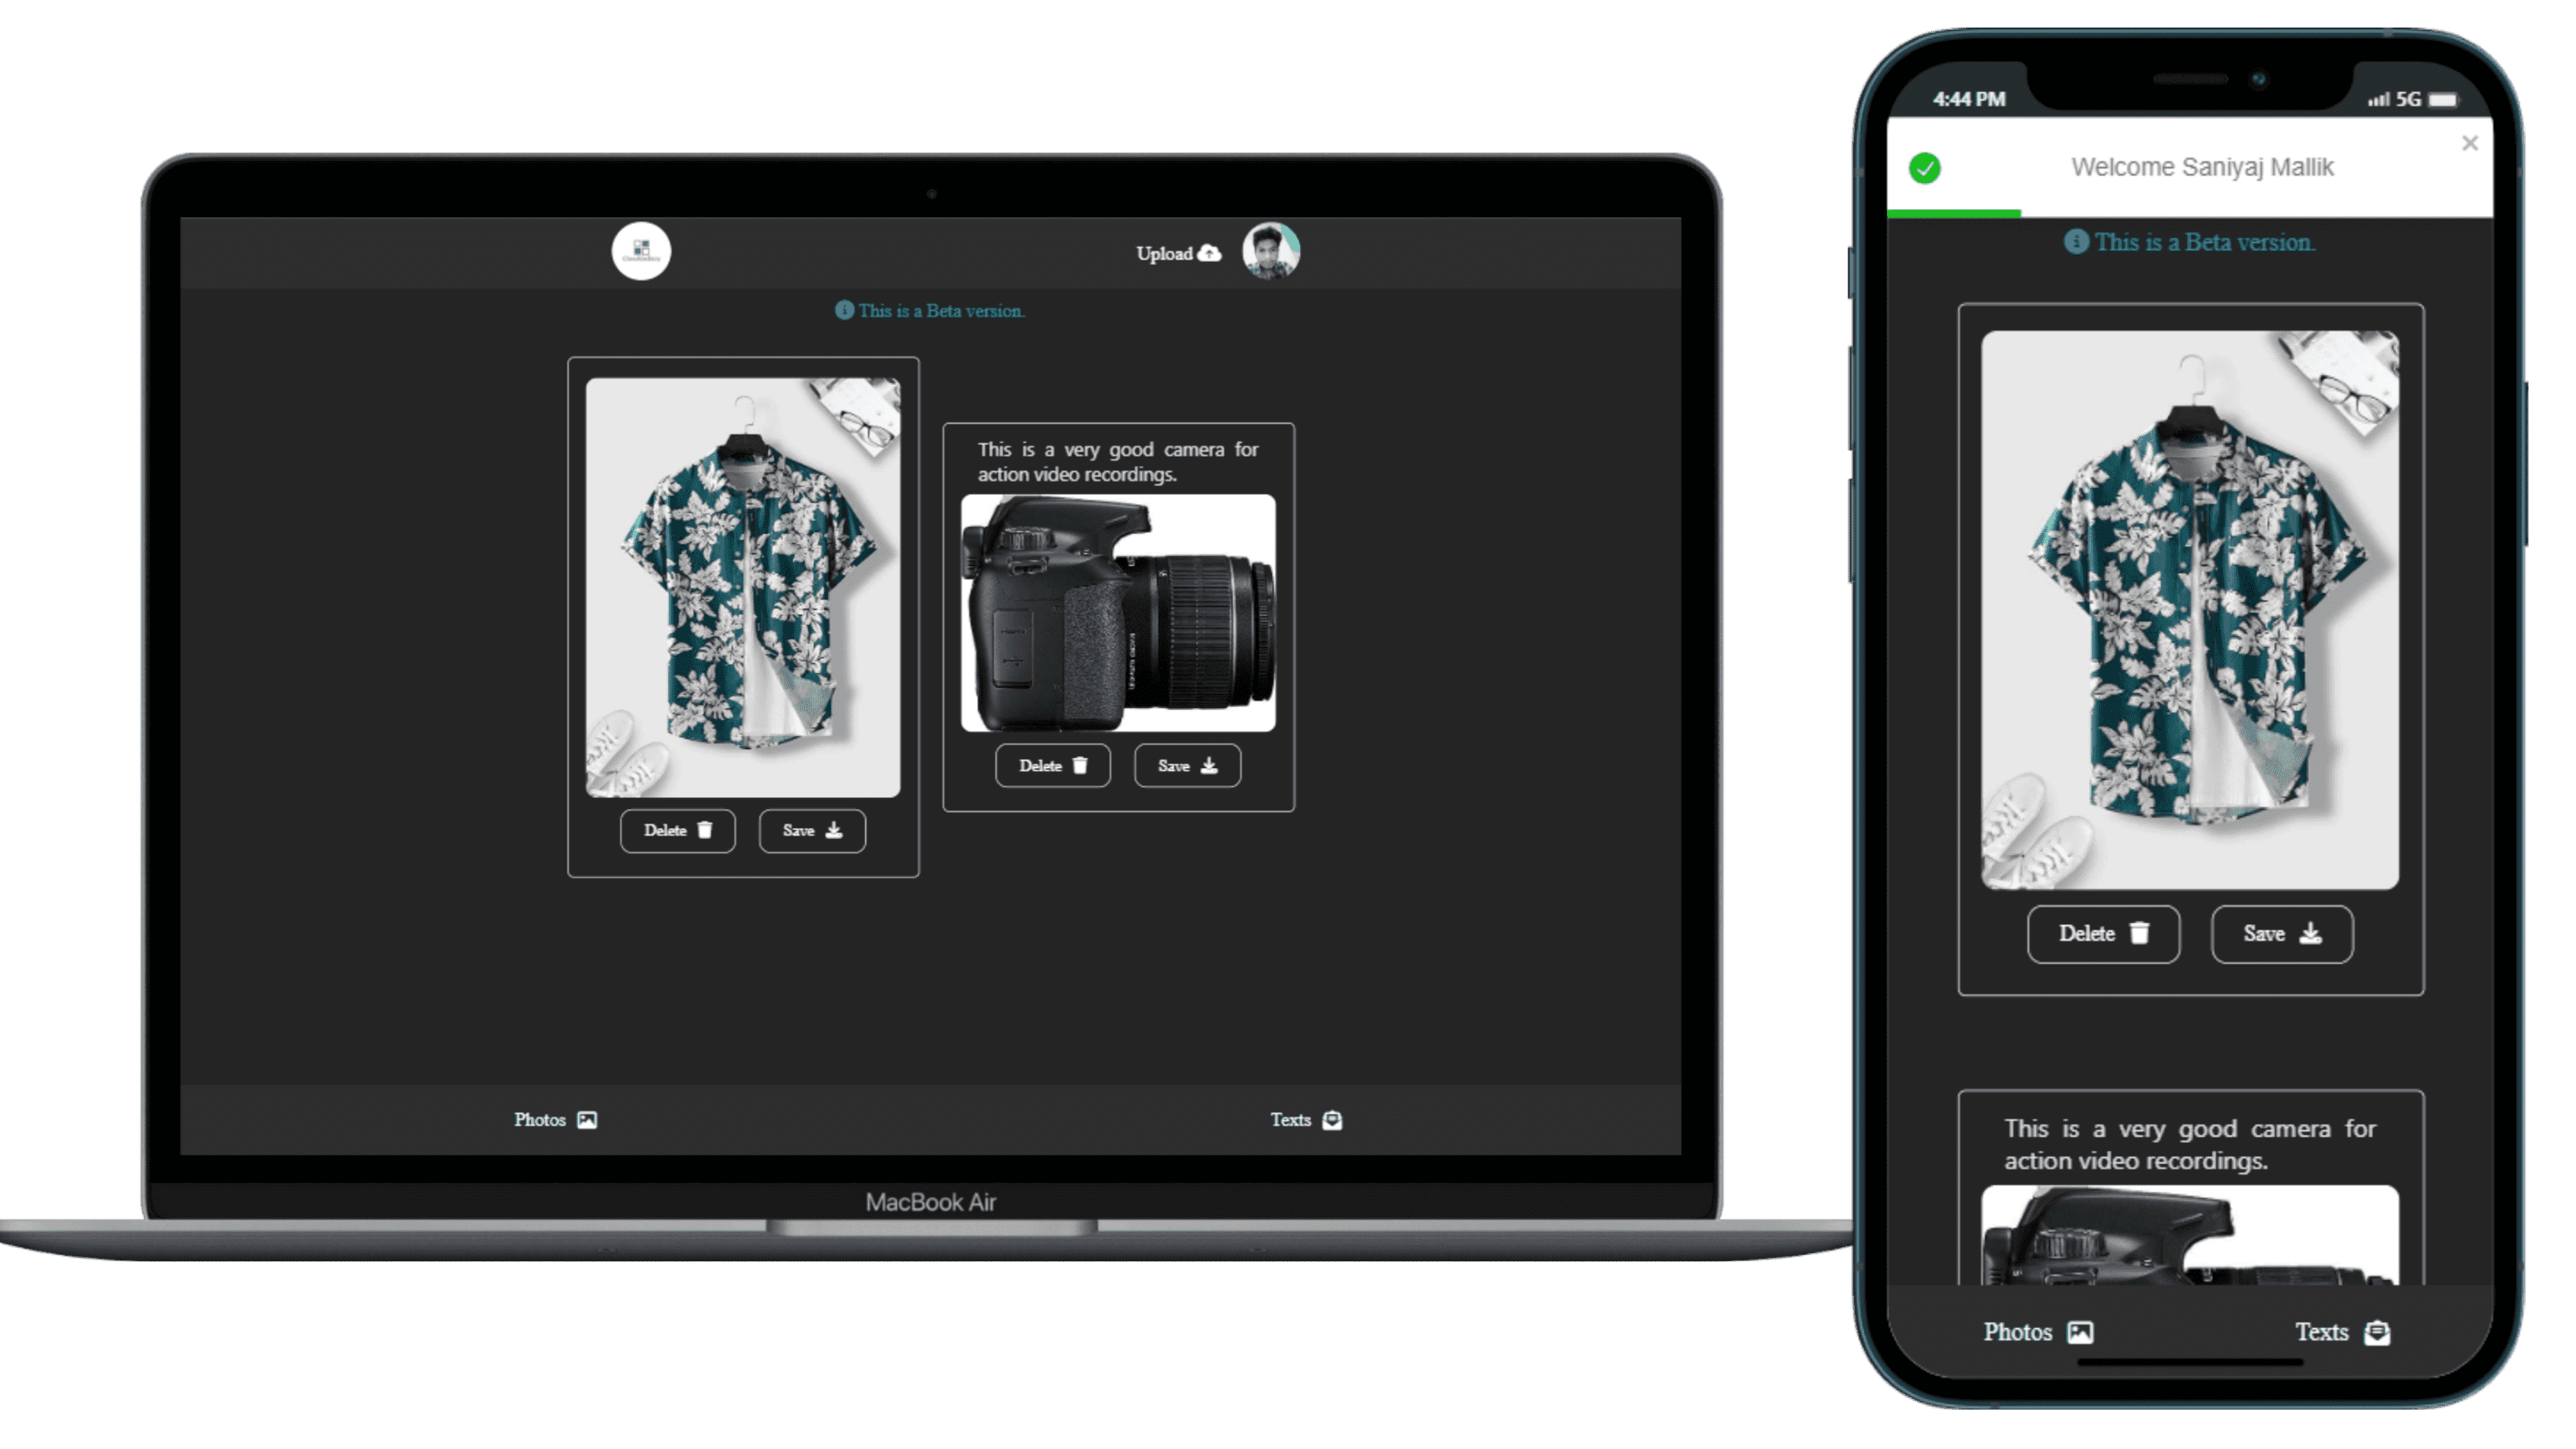 Upload
This is a Beta version.
This is a very good camera for
action video recordings.
Delete
Save
Delete
Save
Photos
Texts
MacBook Air
4:44 PM
5G
Welcome Saniyaj Mallik
This is a Beta version.
Delete
Save
This is a very good camera for
action video recordings.
Photos
Texts